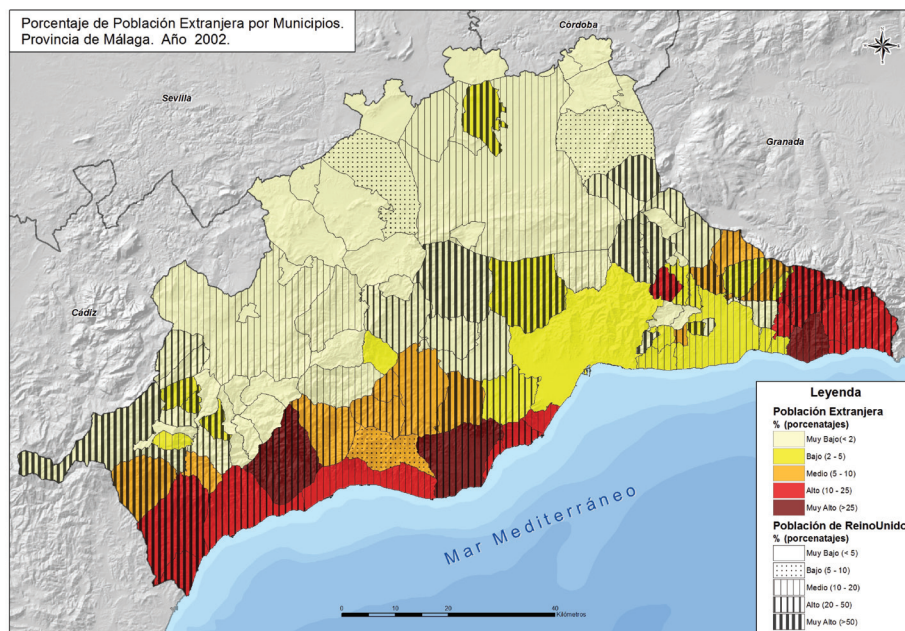 Porcentaje de Población Extranjera por Municipios.
Provincia de Málaga. Año 2002.
Córdoba
Sevilla
Granada
Cádiz
Mar Mediterráneo
0 10 20 40
Kilómetros
Leyenda
Población Extranjera
% (porcentajes)
Muy Bajo(< 2)
Bajo (2 - 5)
Medio (5 - 10)
Alto (10 - 25)
Muy Alto (>25)
Población de ReinoUnido
% (porcentajes)
Muy Bajo (< 5)
Bajo (5 - 10)
Medio (10 - 20)
Alto (20 - 50)
Muy Alto (>50)